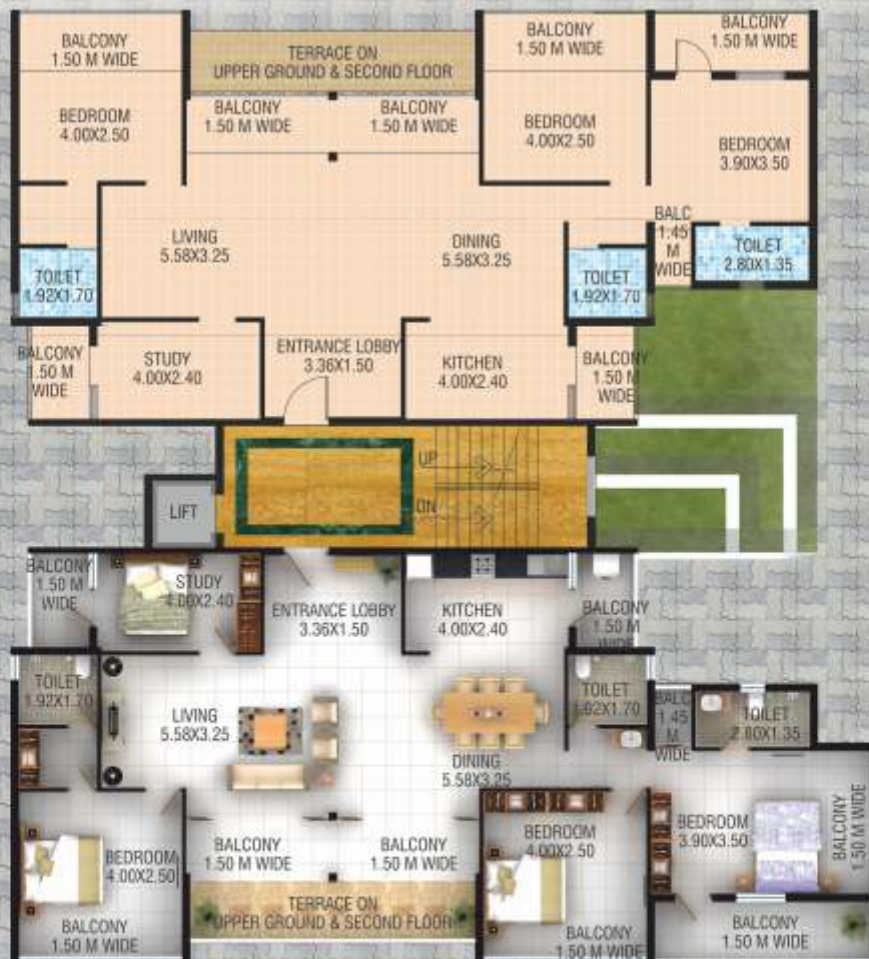 BALCONY
1.50 M WIDE
TERRACE ON
UPPER GROUND & SECOND FLOOR
BALCONY
1.50 M WIDE
BALCONY
1.50 M WIDE
BEDROOM
4.00X2.50
BALCONY
1.50 M WIDE
BALCONY
1.50 M WIDE
BEDROOM
4.00X2.50
BEDROOM
3.90X3.50
LIVING
5.58X3.25
DINING
5.58X3.25
BALC
1.45
M
WIDE
TOILET
2.80X1.35
TOILET
1.92X1.70
TOILET
1.92X1.70
BALCONY
1.50 M
WIDE
STUDY
4.00X2.40
ENTRANCE LOBBY
3.36X1.50
KITCHEN
4.00X2.40
BALCONY
1.50 M
WIDE
UP
LIFT
DN
BALCONY
1.50 M
WIDE
STUDY
4.00X2.40
ENTRANCE LOBBY
3.36X1.50
KITCHEN
4.00X2.40
BALCONY
1.50 M
WIDE
TOILET
1.92X1.70
TOILET
1.92X1.70
BALC
1.45
M
WIDE
TOILET
2.80X1.35
LIVING
5.58X3.25
DINING
5.58X3.25
BALCONY
1.50 M WIDE
BALCONY
1.50 M WIDE
BEDROOM
4.00X2.50
BEDROOM
4.00X2.50
BEDROOM
3.90X3.50
BALCONY
1.50 M WIDE
TERRACE ON
UPPER GROUND & SECOND FLOOR
BALCONY
1.50 M WIDE
BALCONY
1.50 M WIDE
BALCONY
1.50 M WIDE